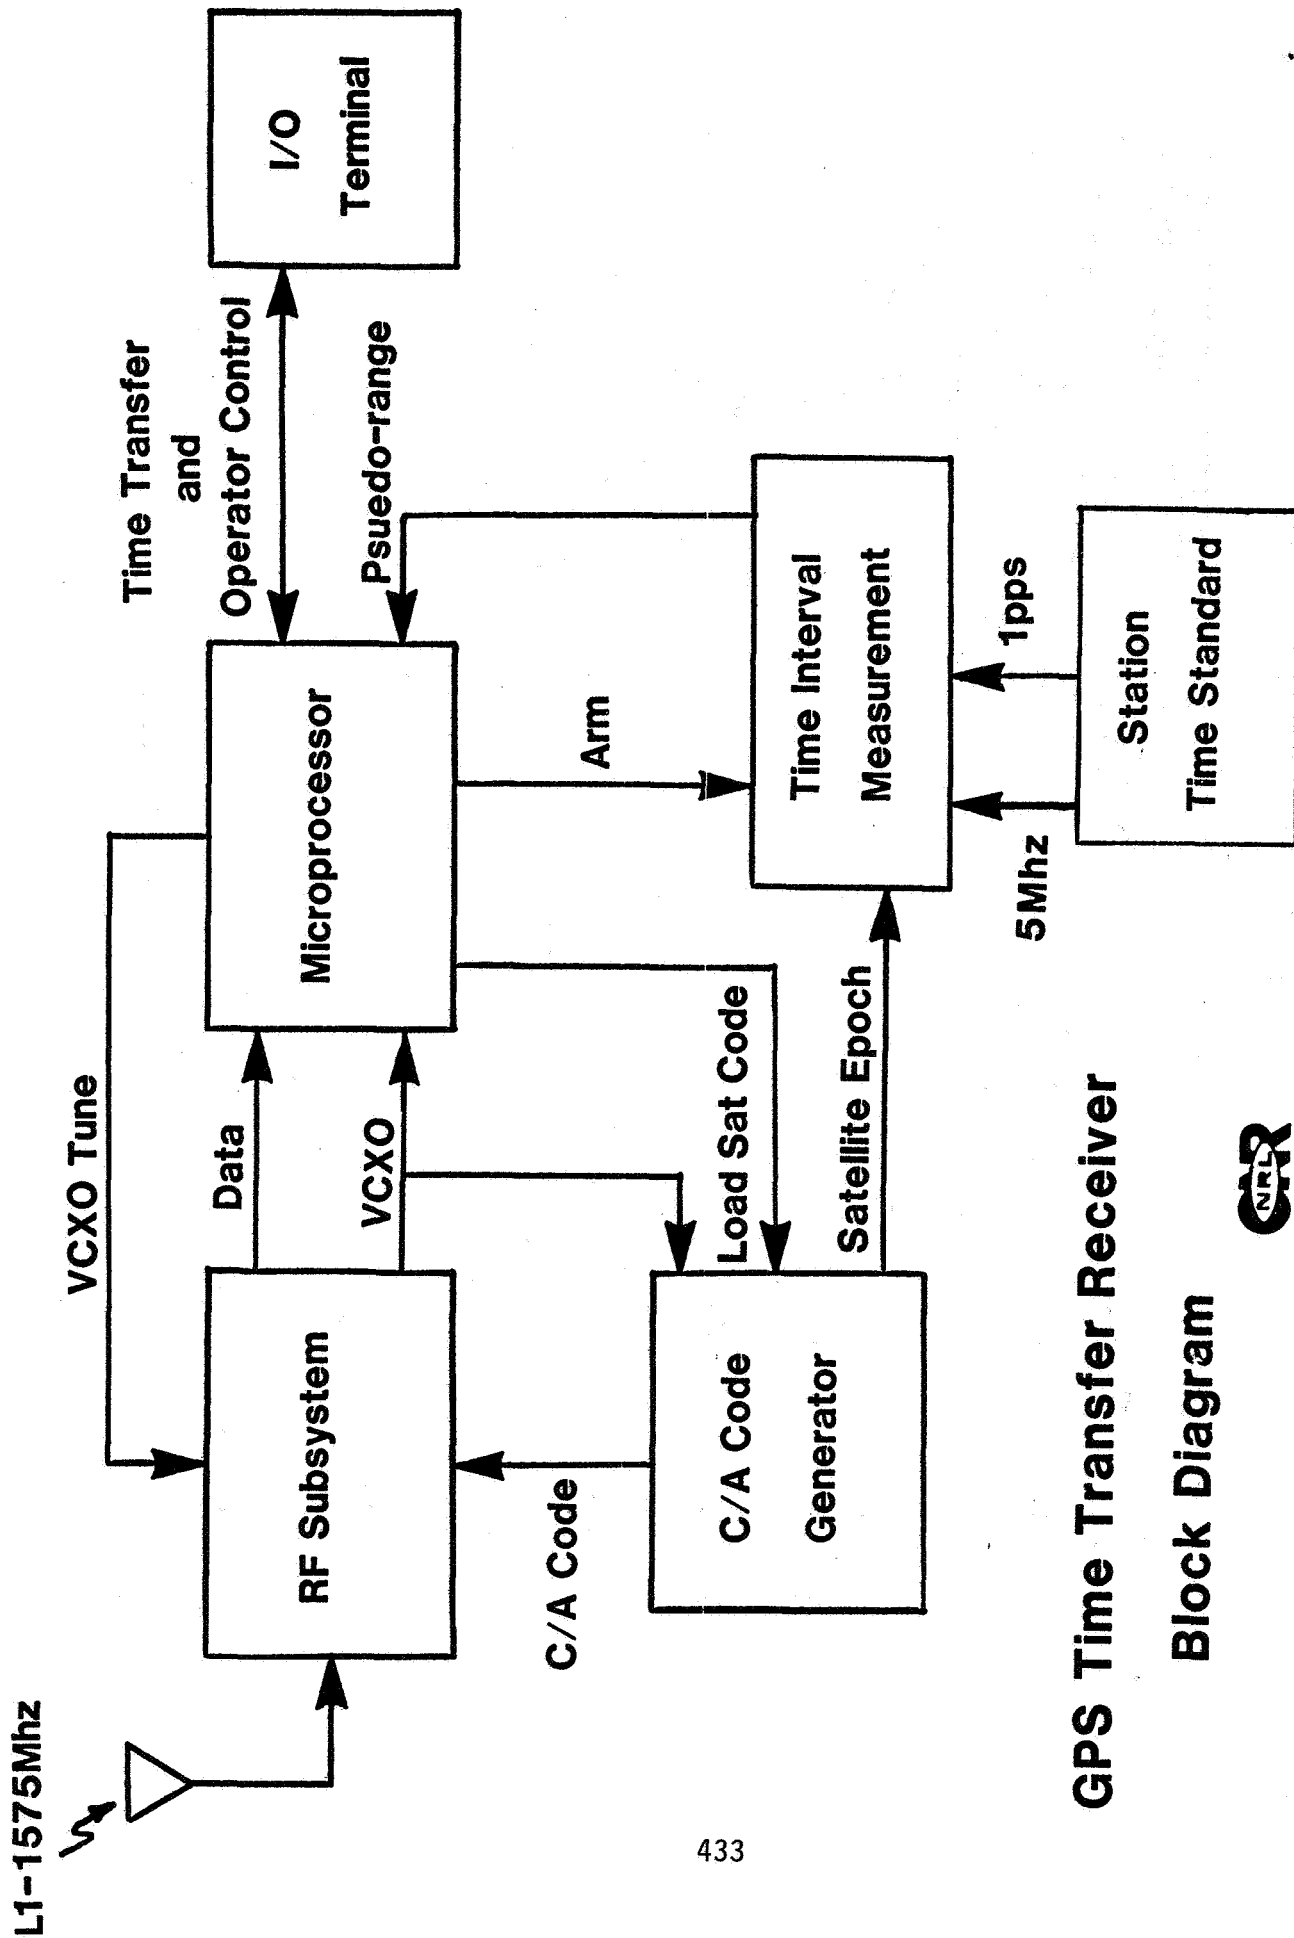 L1-1575Mhz
VCXO Tune
Time Transfer
and
Operator Control
RF Subsystem
Data
VCXO
Microprocessor
I/O
Terminal
Psuedo-range
C/A Code
Arm
C/A Code
Generator
Load Sat Code
Satellite Epoch
Time Interval
Measurement
5Mhz
1pps
Station
Time Standard
GPS Time Transfer Receiver
Block Diagram
NRL
433